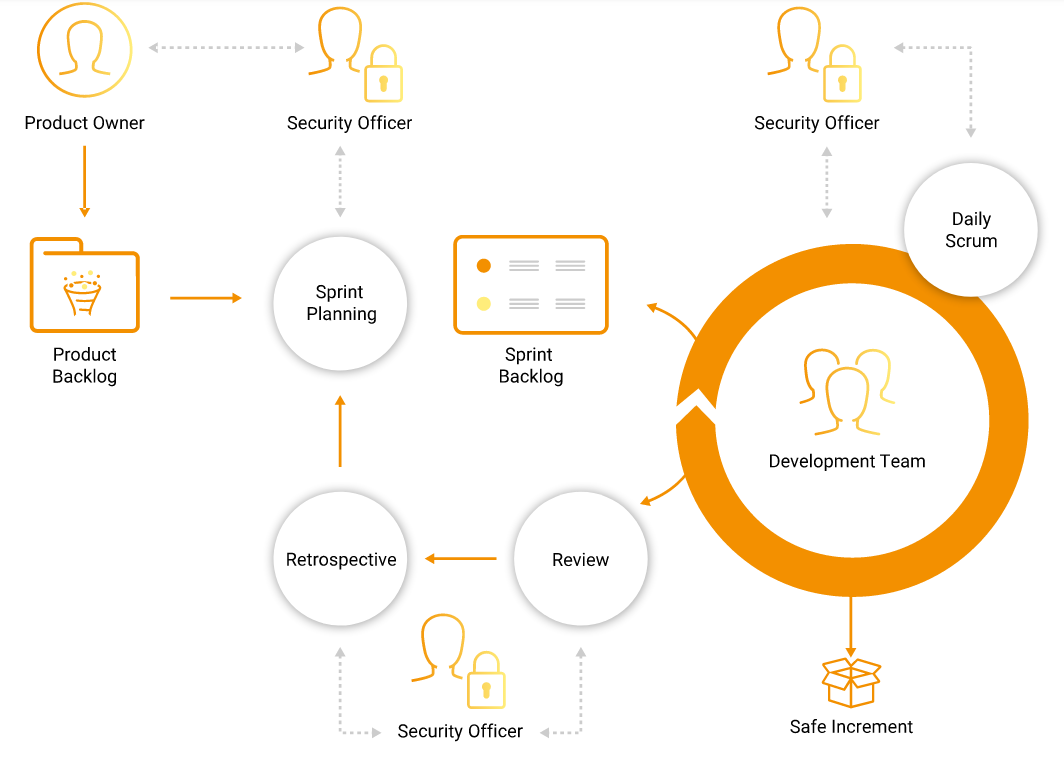 Product Owner
Security Officer
Security Officer
Daily
Scrum
Sprint
Planning
Product
Backlog
Sprint
Backlog
Development Team
Retrospective
Review
Security Officer
Safe Increment